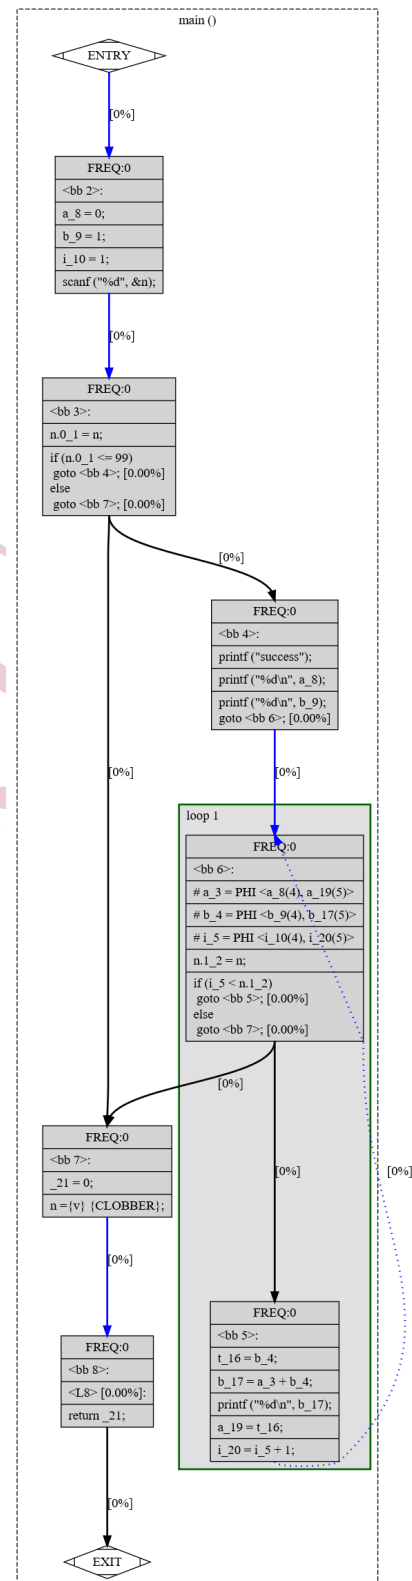 main ()
ENTRY
[0%]
FREQ:0
<bb 2>:
a_8 = 0;
b_9 = 1;
i_10 = 1;
scanf ("%d", &n);
[0%]
FREQ:0
<bb 3>:
n.0_1 = n;
if (n.0_1 <= 99)
goto <bb 4>; [0.00%]
else
goto <bb 7>; [0.00%]
[0%]
FREQ:0
<bb 4>:
printf ("success");
printf ("%d\n", a_8);
printf ("%d\n", b_9);
goto <bb 6>; [0.00%]
[0%]
[0%]
loop 1
FREQ:0
<bb 6>:
# a_3 = PHI <a_8(4), a_19(5)>
# b_4 = PHI <b_9(4), b_17(5)>
# i_5 = PHI <i_10(4), i_20(5)>
n.1_2 = n;
if (i_5 < n.1_2)
goto <bb 5>; [0.00%]
else
goto <bb 7>; [0.00%]
[0%]
FREQ:0
<bb 7>:
_21 = 0;
n ={v} {CLOBBER};
[0%]
[0%]
[0%]
FREQ:0
<bb 5>:
t_16 = b_4;
b_17 = a_3 + b_4;
printf ("%d\n", b_17);
a_19 = t_16;
i_20 = i_5 + 1;
FREQ:0
<bb 8>:
<L8> [0.00%]:
return _21;
[0%]
EXIT